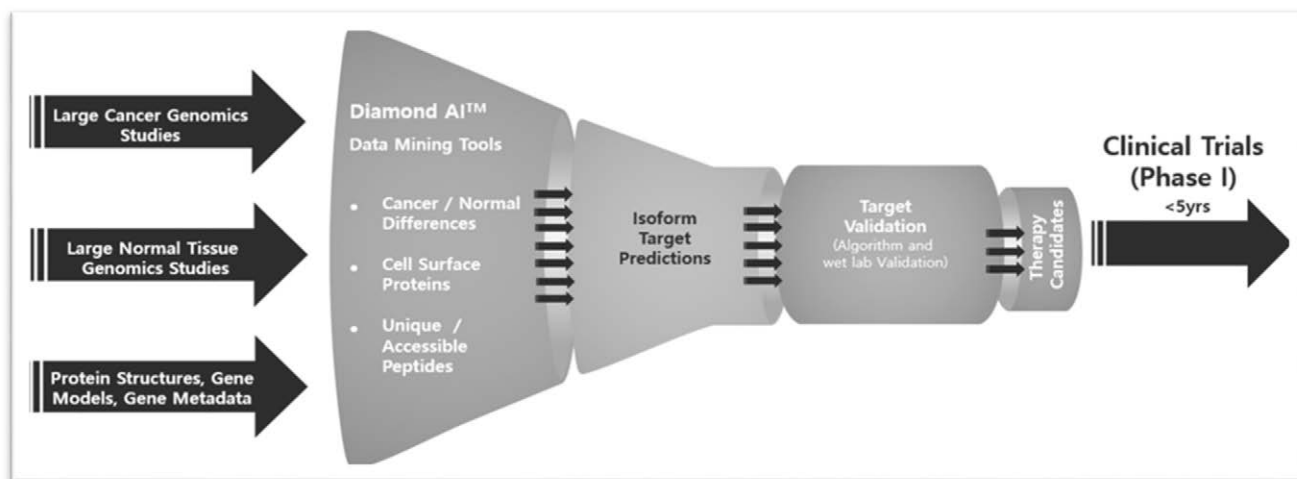 Large Cancer Genomics
Studies
Large Normal Tissue
Genomics Studies
Protein Structures, Gene
Models, Gene Metadata
Diamond AI™
Data Mining Tools
• Cancer / Normal
Differences
• Cell Surface
Proteins
• Unique /
Accessible
Peptides
Isoform
Target
Predictions
Target
Validation
(Algorithm and
wet lab Validation)
Therapy
Candidates
Clinical Trials
(Phase I)
<5yrs